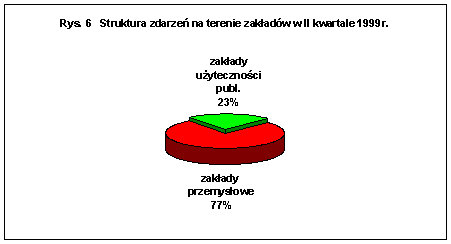 Rys. 6 Struktura zdarzeń na terenie zakładów w II kwartale 1999 r.
zakłady
użyteczności
publ.
23%
zakłady
przemysłowe
77%